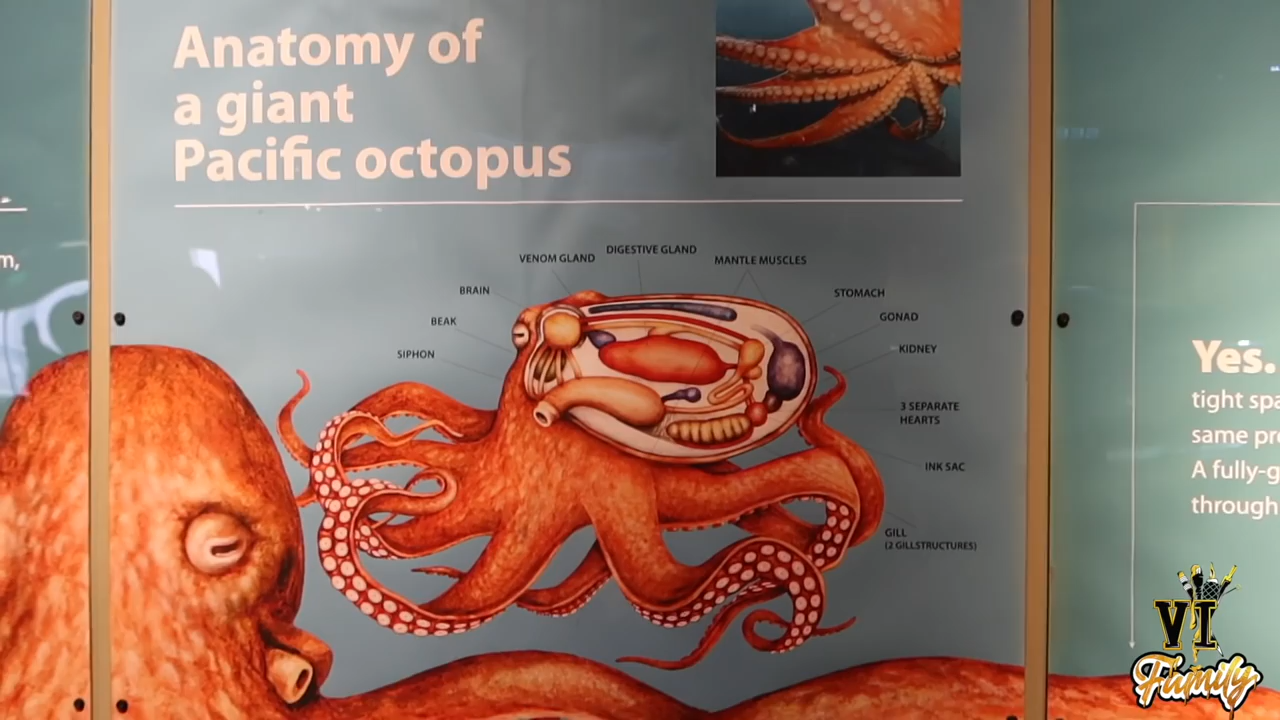 Anatomy of
a giant
Pacific octopus
m,
DIGESTIVE GLAND
VENOM GLAND
MANTLE MUSCLES
BRAIN
STOMACH
BEAK
GONAD
SIPHON
KIDNEY
3 SEPARATE
HEARTS
INK SAC
GILL
(2 GILLSTRUCTURES)
Yes.
tight spa
same pr
A fully-g
through
VI
Family